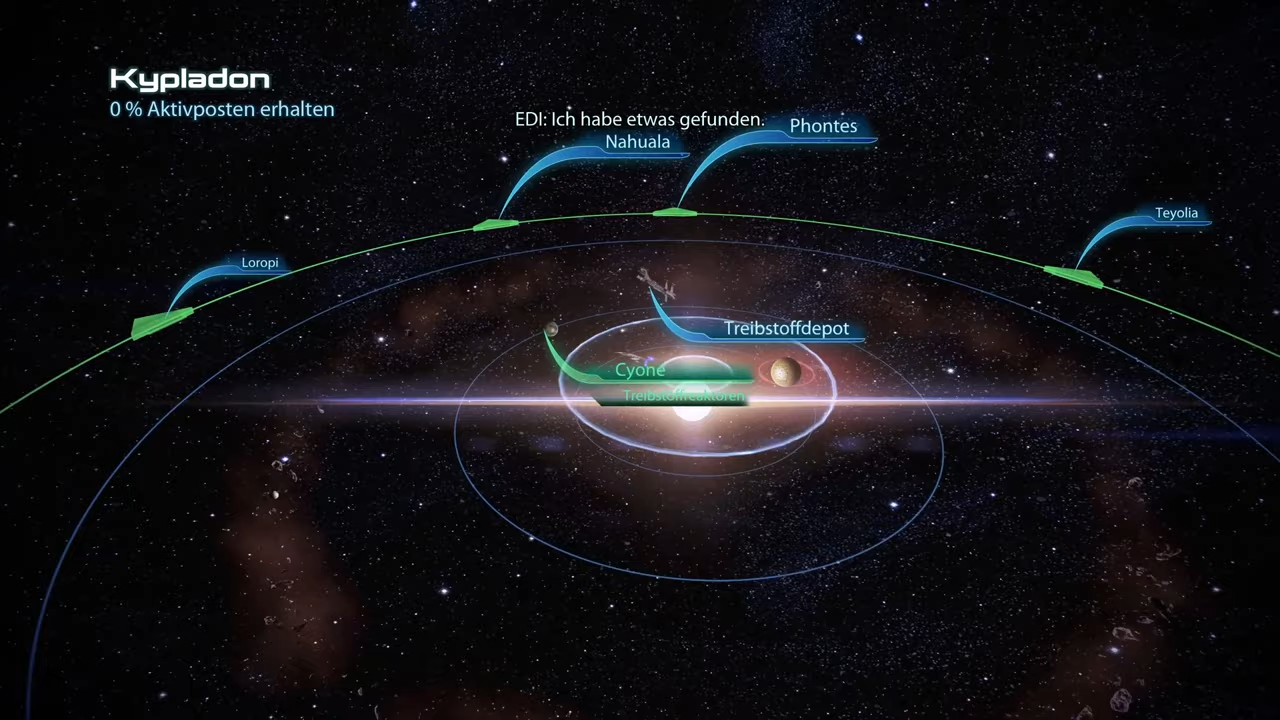 Kypladon
0 % Aktivposten erhalten
EDI: Ich habe etwas gefunden.
Phontes
Nahuala
Teyolia
Loropi
Treibstoffdepot
Cyone
Treibstoffreaktoren